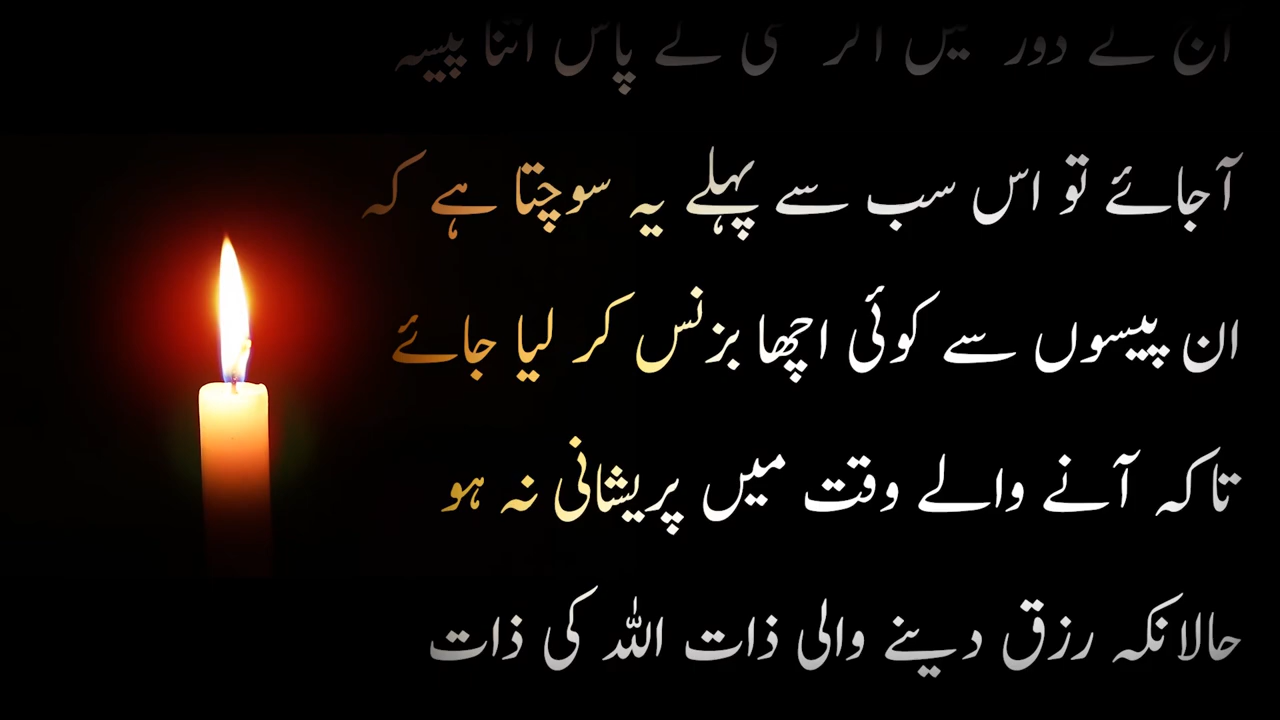 آج کے دور میں اگر کسی کے پاس اتنا پیسہ
آجائے تو اس سب سے پہلے یہ سوچتا ہے کہ
ان پیسوں سے کوئی اچھا بزنس کر لیا جائے
تاکہ آنے والے وقت میں پریشانی نہ ہو
حالانکہ رزق دینے والی ذات اللہ کی ذات